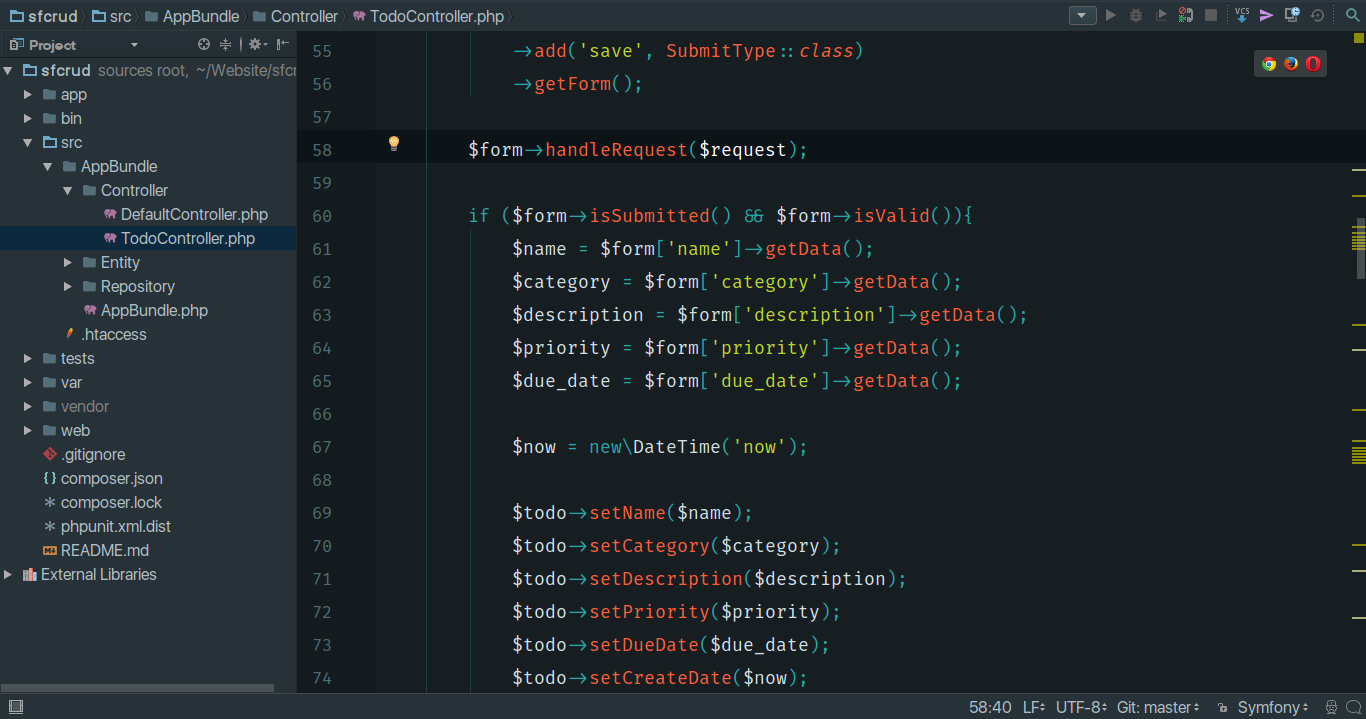 sfcrud src AppBundle Controller TodoController.php
Project
sfcrud sources root, ~/Website/sfcr
app
bin
src
AppBundle
Controller
DefaultController.php
TodoController.php
Entity
Repository
AppBundle.php
.htaccess
tests
var
vendor
web
.gitignore
composer.json
composer.lock
phpunit.xml.dist
README.md
External Libraries
VCS
55 ->add('save', SubmitType::class)
56 ->getForm();
57
58 $form->handleRequest($request);
59
60 if ($form->isSubmitted() && $form->isValid()){
61 $name = $form['name']->getData();
62 $category = $form['category']->getData();
63 $description = $form['description']->getData();
64 $priority = $form['priority']->getData();
65 $due_date = $form['due_date']->getData();
66
67 $now = new\DateTime('now');
68
69 $todo->setName($name);
70 $todo->setCategory($category);
71 $todo->setDescription($description);
72 $todo->setPriority($priority);
73 $todo->setDueDate($due_date);
74 $todo->setCreateDate($now);
58:40 LF UTF-8 Git: master Symfony